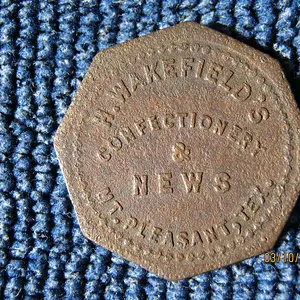 H. WAKEFIELD'S
CONFECTIONERY
&
NEWS
MT. PLEASANT, TEX.
03/10